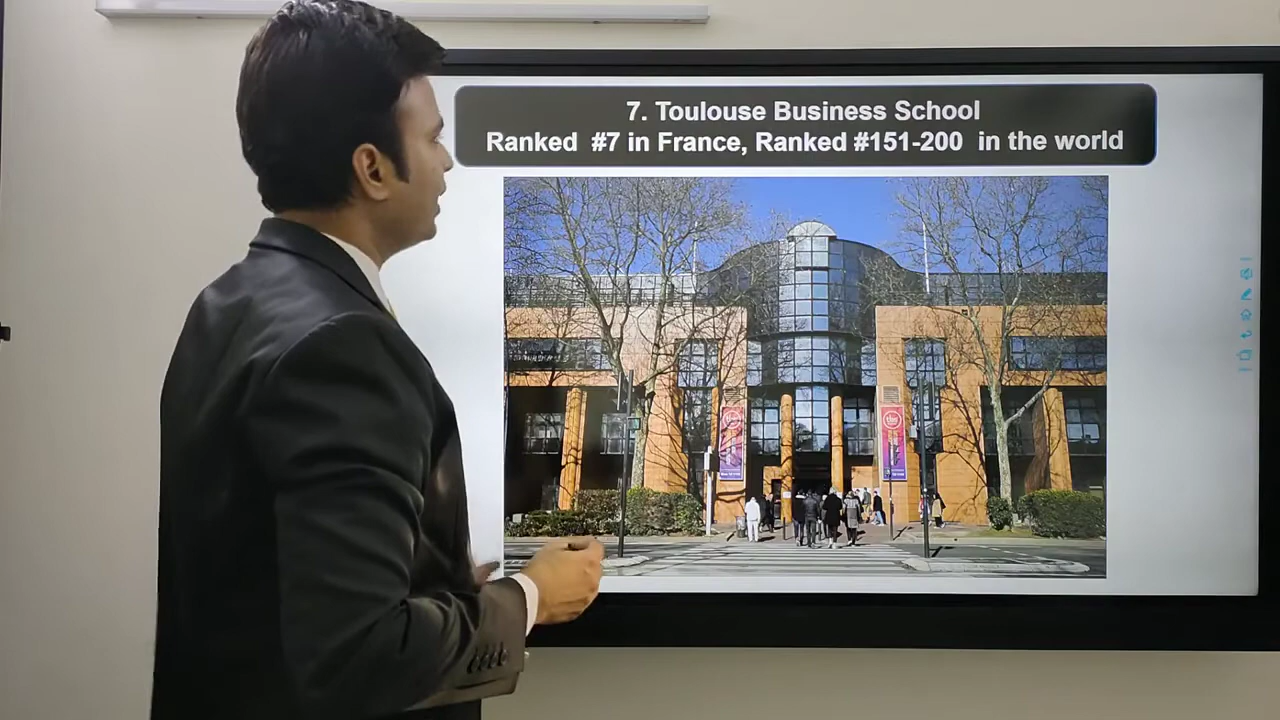 7. Toulouse Business School
Ranked #7 in France, Ranked #151-200 in the world